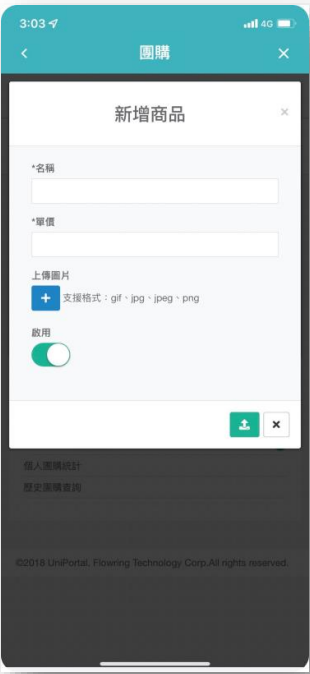 3:03 4G
團購
新增商品
*名稱
*單價
上傳圖片
支援格式：gif、jpg、jpeg、png
啟用
個人團購統計
歷史團購查詢
©2018 UniPortal, Flowring Technology Corp.All rights reserved.